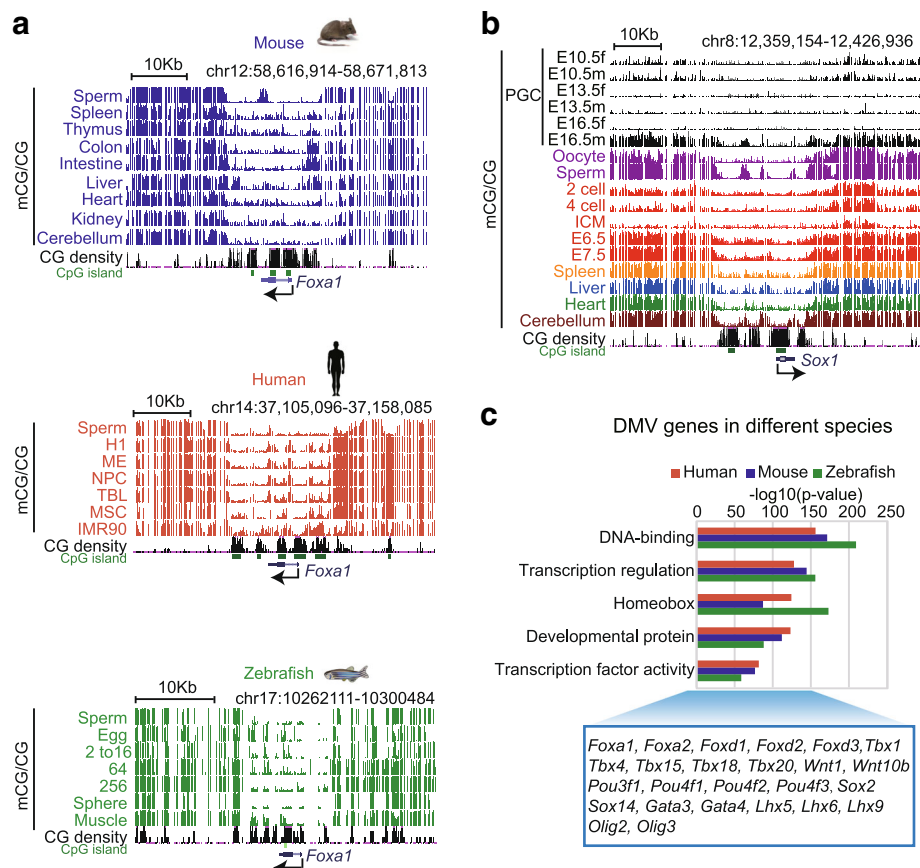 a
Mouse
10Kb
chr12:58,616,914-58,671,813
mCG/CG
Sperm
Spleen
Thymus
Colon
Intestine
Liver
Heart
Kidney
Cerebellum
CG density
CpG island
Foxa1
Human
10Kb
chr14:37,105,096-37,158,085
mCG/CG
Sperm
H1
ME
NPC
TBL
MSC
IMR90
CG density
CpG island
Foxa1
Zebrafish
10Kb
chr17:10262111-10300484
mCG/CG
Sperm
Egg
2 to16
64
256
Sphere
Muscle
CG density
CpG island
Foxa1
b
10Kb
chr8:12,359,154-12,426,936
mCG/CG
PGC
E10.5f
E10.5m
E13.5f
E13.5m
E16.5f
E16.5m
Oocyte
Sperm
2 cell
4 cell
ICM
E6.5
E7.5
Spleen
Liver
Heart
Cerebellum
CG density
CpG island
Sox1
c
DMV genes in different species
Human Mouse Zebrafish
-log10(p-value)
0 50 100 150 200 250
DNA-binding
Transcription regulation
Homeobox
Developmental protein
Transcription factor activity
Foxa1, Foxa2, Foxd1, Foxd2, Foxd3,Tbx1
Tbx4, Tbx15, Tbx18, Tbx20, Wnt1, Wnt10b
Pou3f1, Pou4f1, Pou4f2, Pou4f3, Sox2
Sox14, Gata3, Gata4, Lhx5, Lhx6, Lhx9
Olig2, Olig3